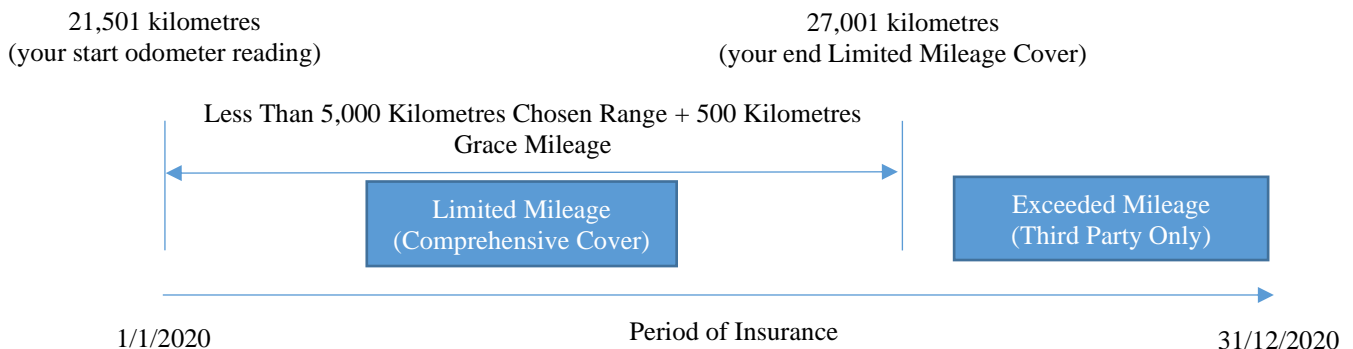 21,501 kilometres
(your start odometer reading)
27,001 kilometres
(your end Limited Mileage Cover)
Less Than 5,000 Kilometres Chosen Range + 500 Kilometres
Grace Mileage
Limited Mileage
(Comprehensive Cover)
Exceeded Mileage
(Third Party Only)
1/1/2020
Period of Insurance
31/12/2020